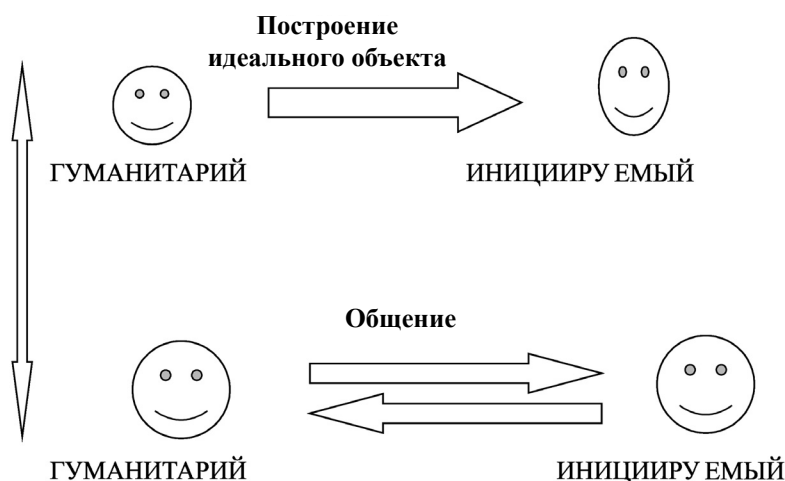 Построение
идеального объекта
ГУМАНИТАРИЙ
ИНИЦИИРУ ЕМЫЙ
Общение
ГУМАНИТАРИЙ
ИНИЦИИРУ ЕМЫЙ